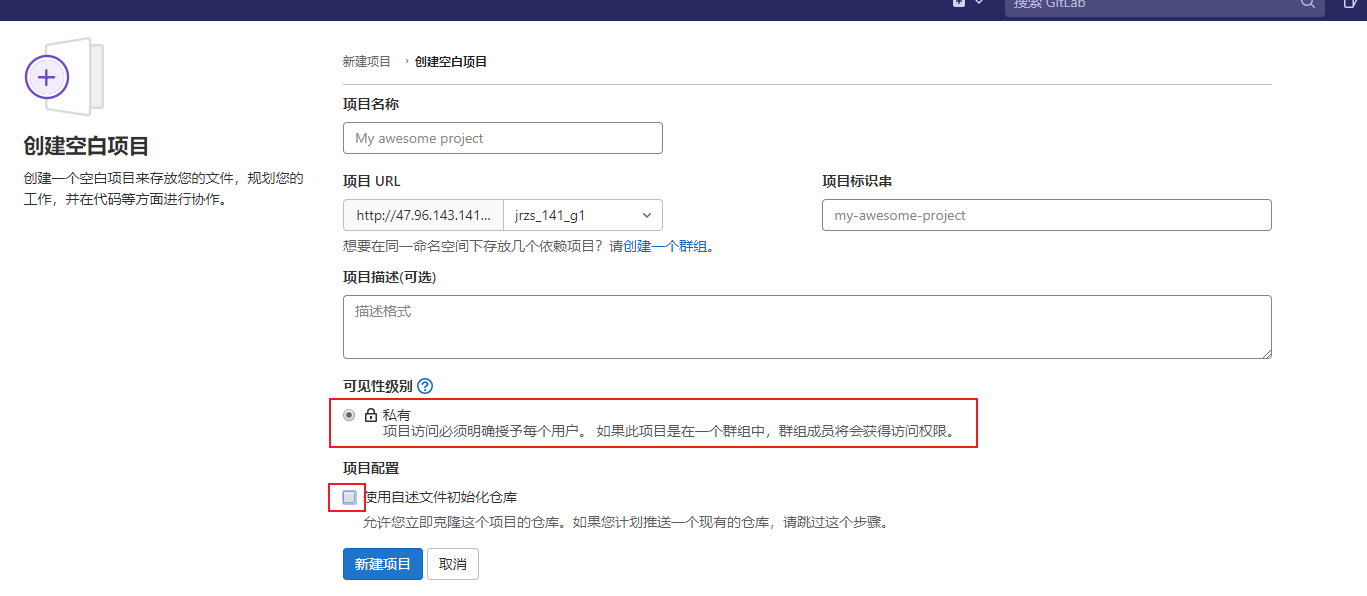 搜索 GitLab
新建项目 › 创建空白项目
创建空白项目
创建一个空白项目来存放您的文件，规划您的
工作，并在代码等方面进行协作。
项目名称
My awesome project
项目 URL
http://47.96.143.141...
jrzs_141_g1
项目标识串
my-awesome-project
想要在同一命名空间下存放几个依赖项目？请创建一个群组。
项目描述(可选)
描述格式
可见性级别
私有
项目访问必须明确授予每个用户。 如果此项目是在一个群组中，群组成员将会获得访问权限。
项目配置
使用自述文件初始化仓库
允许您立即克隆这个项目的仓库。如果您计划推送一个现有的仓库，请跳过这个步骤。
新建项目
取消